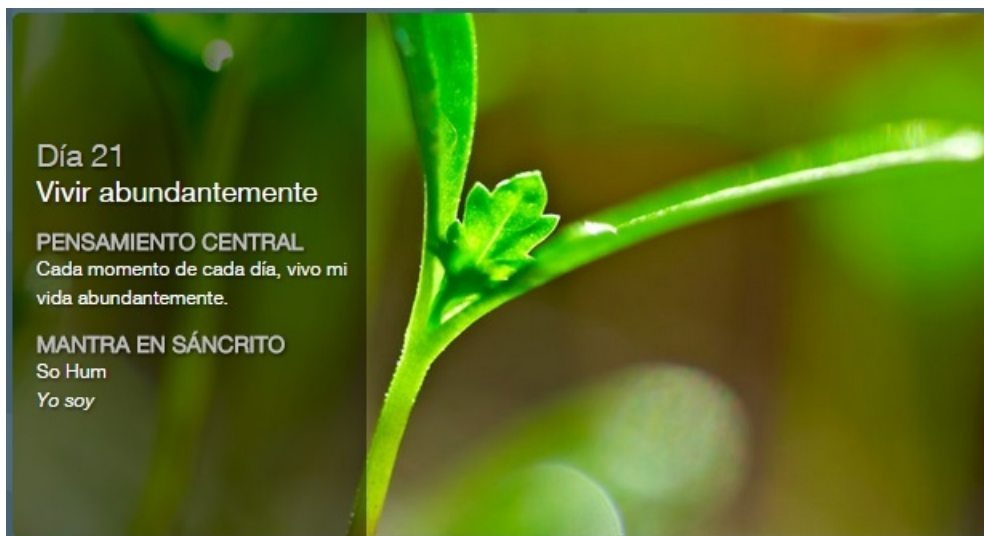 Día 21
Vivir abundantemente
PENSAMIENTO CENTRAL
Cada momento de cada día, vivo mi
vida abundantemente.
MANTRA EN SÁNCRITO
So Hum
Yo soy